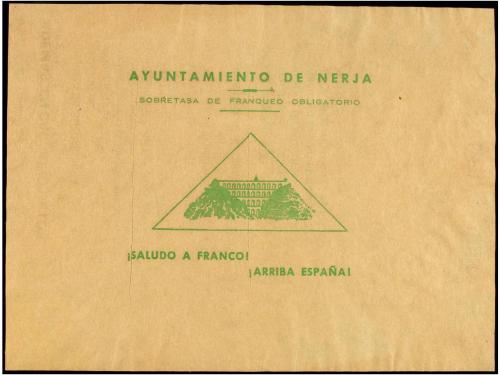 AYUNTAMIENTO DE NERJA
SOBRETASA DE FRANQUEO OBLIGATORIO
¡SALUDO A FRANCO!
¡ARRIBA ESPAÑA!